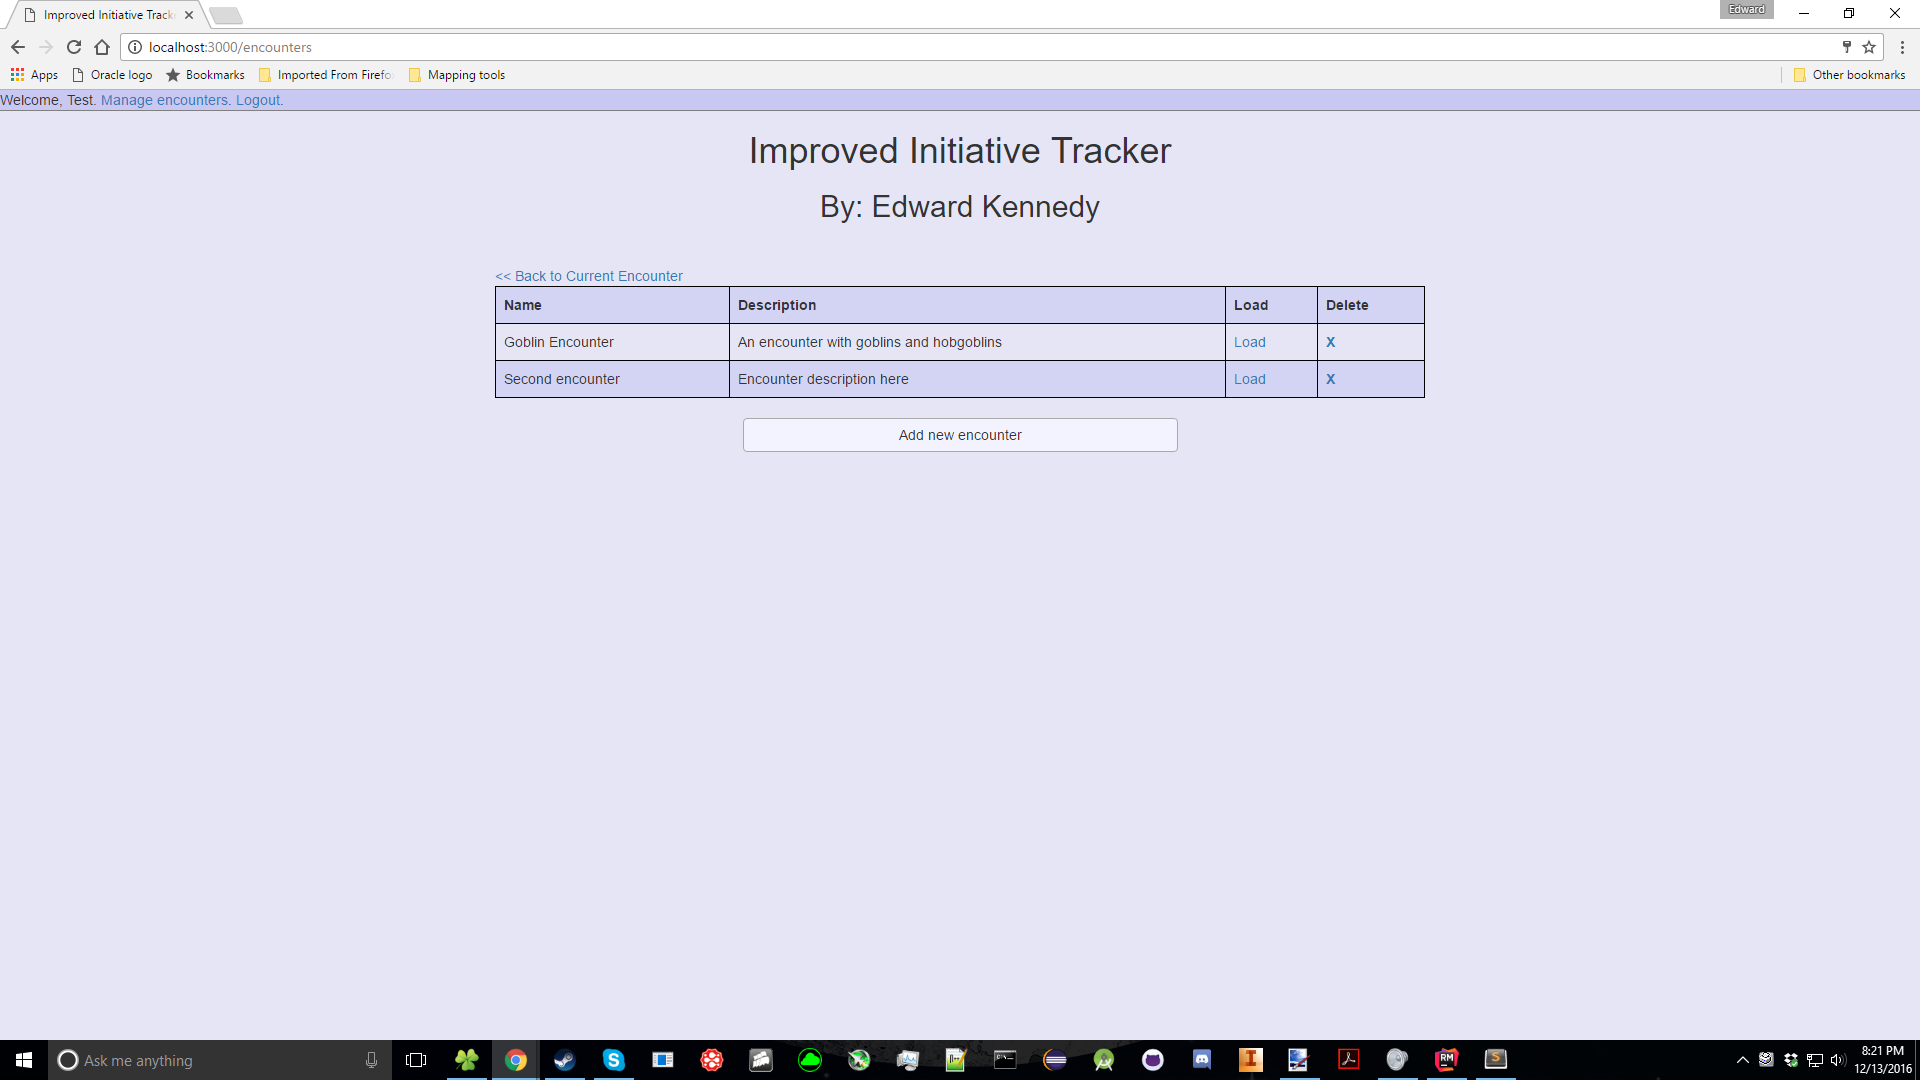 Improved Initiative Track
Edward
localhost:3000/encounters
Apps Oracle logo Bookmarks Imported From Firefo Mapping tools Other bookmarks
Welcome, Test. Manage encounters. Logout.
Improved Initiative Tracker
By: Edward Kennedy
<< Back to Current Encounter
Name Description Load Delete
Goblin Encounter An encounter with goblins and hobgoblins Load X
Second encounter Encounter description here Load X
Add new encounter
Ask me anything
8:21 PM
12/13/2016